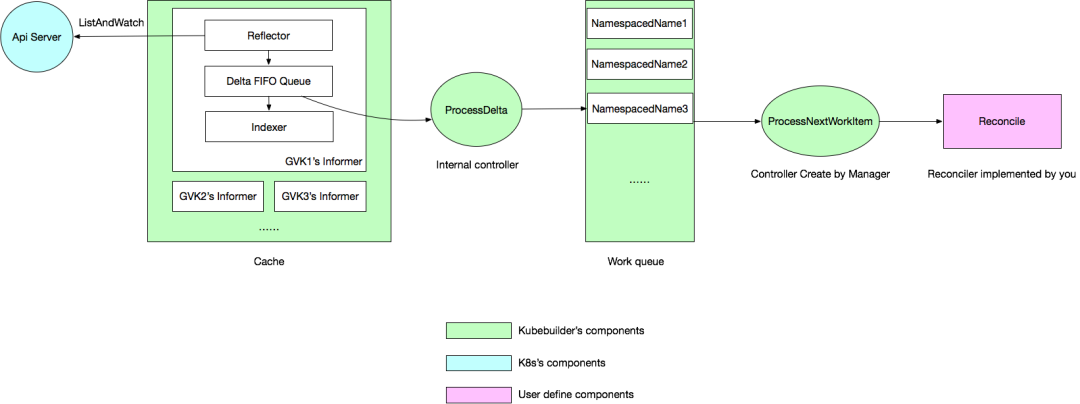 Api Server
ListAndWatch
Reflector
Delta FIFO Queue
Indexer
GVK1's Informer
GVK2's Informer
GVK3's Informer
......
Cache
ProcessDelta
Internal controller
NamespacedName1
NamespacedName2
NamespacedName3
......
Work queue
ProcessNextWorkItem
Controller Create by Manager
Reconcile
Reconciler implemented by you
Kubebuilder's components
K8s's components
User define components